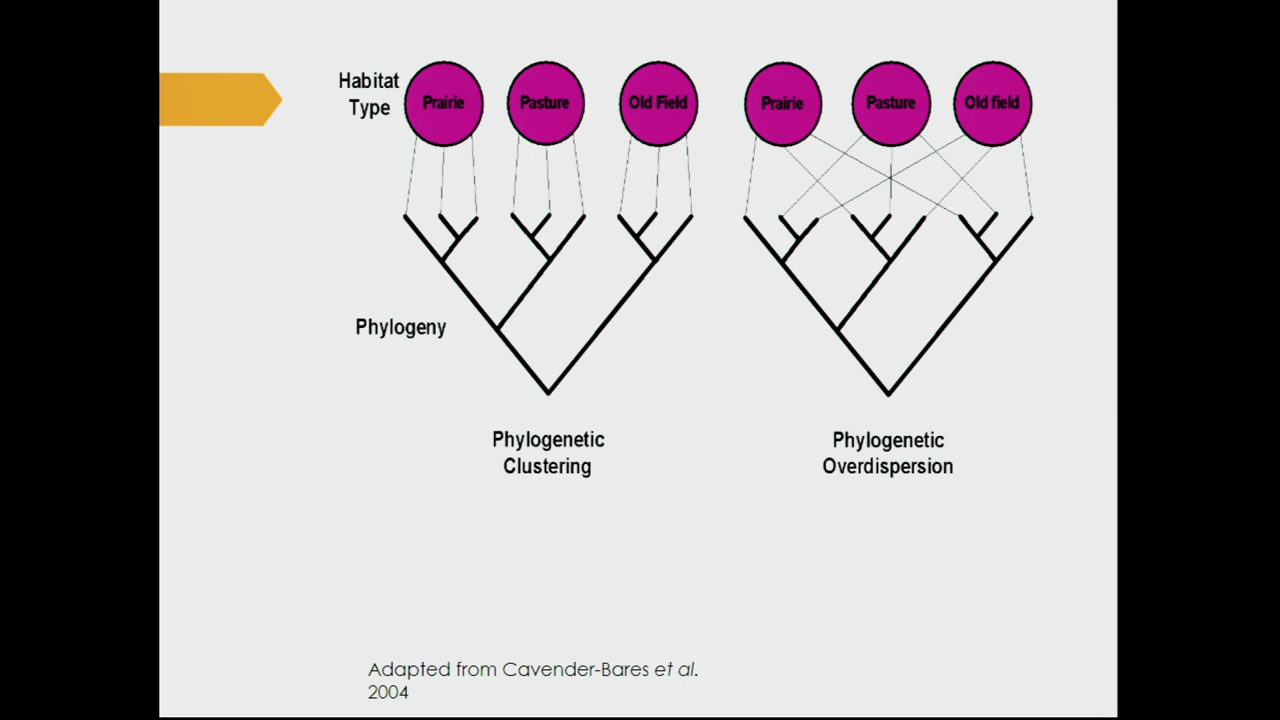 Habitat
Type
Prairie
Pasture
Old Field
Prairie
Pasture
Old field
Phylogeny
Phylogenetic
Clustering
Phylogenetic
Overdispersion
Adapted from Cavender-Bares et al.
2004